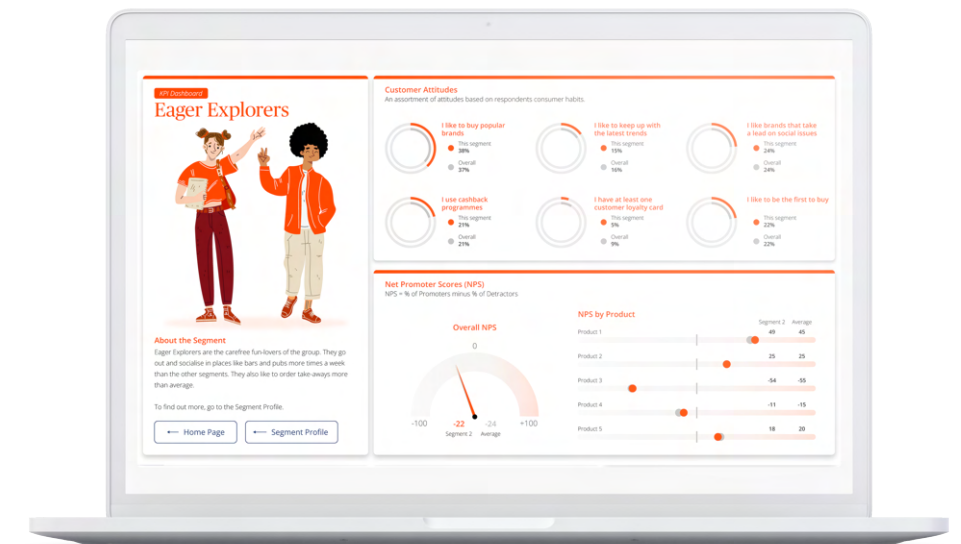 KPI Dashboard
Eager Explorers
About the Segment
Eager Explorers are the carefree fun-lovers of the group. They go
out and socialise in places like bars and pubs more times a week
than the other segments. They also like to order take-aways more
than average.
To find out more, go to the Segment Profile.
Home Page
Segment Profile
Customer Attitudes
An assortment of attitudes based on respondents consumer habits.
I like to buy popular
brands
This segment
38%
Overall
37%
I like to keep up with
the latest trends
This segment
15%
Overall
16%
I like brands that take
a lead on social issues
This segment
24%
Overall
24%
I use cashback
programmes
This segment
21%
Overall
21%
I have at least one
customer loyalty card
This segment
5%
Overall
9%
I like to be the first to buy
This segment
22%
Overall
22%
Net Promoter Scores (NPS)
NPS = % of Promoters minus % of Detractors
Overall NPS
0
-100
-22
-24
+100
Segment 2 Average
NPS by Product
Segment 2 Average
Product 1 49 45
Product 2 25 25
Product 3 -54 -55
Product 4 -11 -15
Product 5 18 20